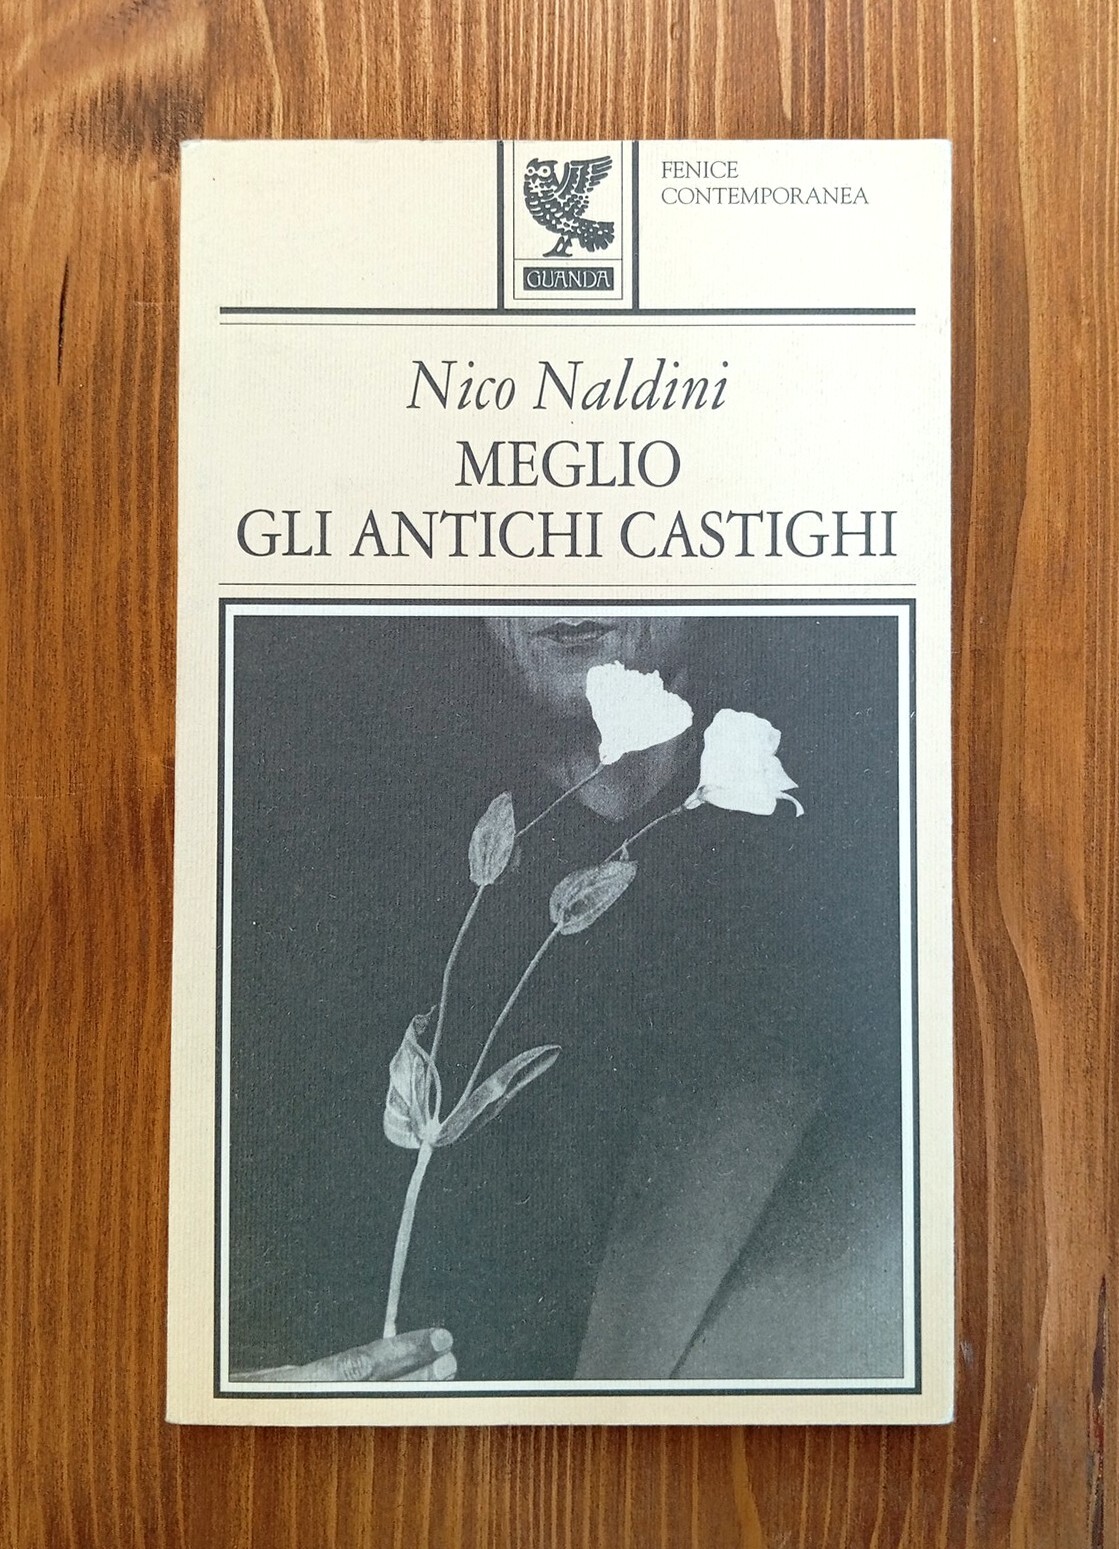 GUANDA
FENICE
CONTEMPORANEA
Nico Naldini
MEGLIO
GLI ANTICHI CASTIGHI